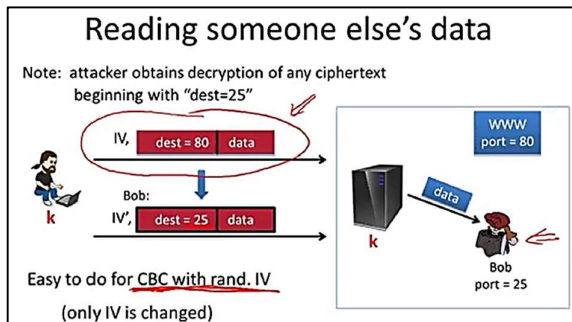 Reading someone else's data
Note: attacker obtains decryption of any ciphertext
beginning with "dest=25"
IV, dest = 80 data
Bob:
IV', dest = 25 data
k
Easy to do for CBC with rand. IV
(only IV is changed)
WWW
port = 80
data
k
Bob
port = 25